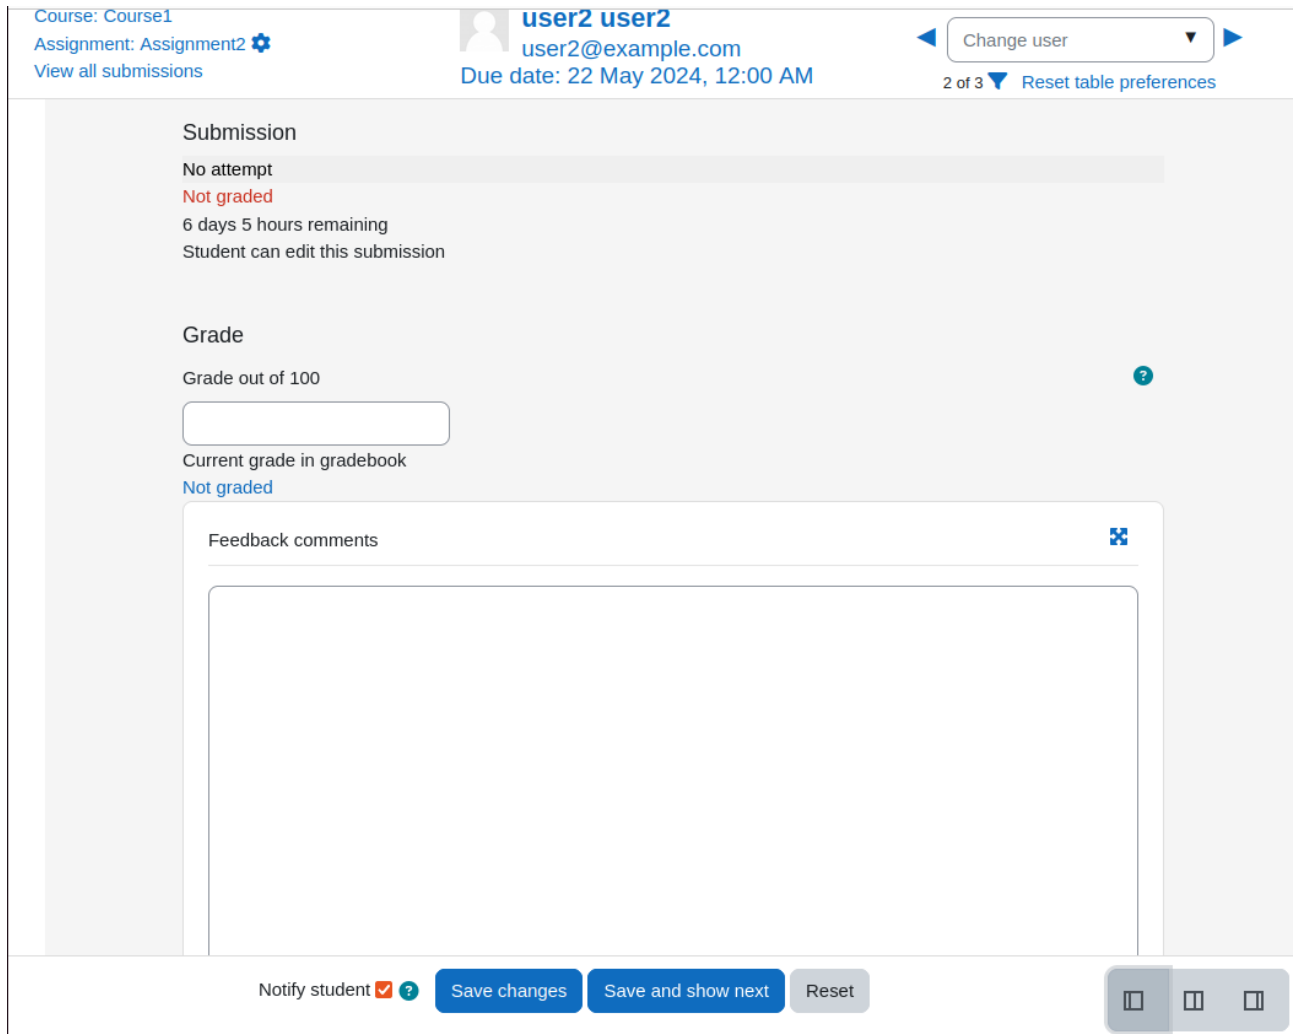 Course: Course1
Assignment: Assignment2
View all submissions
user2 user2
user2@example.com
Due date: 22 May 2024, 12:00 AM
Change user
2 of 3
Reset table preferences
Submission
No attempt
Not graded
6 days 5 hours remaining
Student can edit this submission
Grade
Grade out of 100
Current grade in gradebook
Not graded
Feedback comments
Notify student
Save changes
Save and show next
Reset